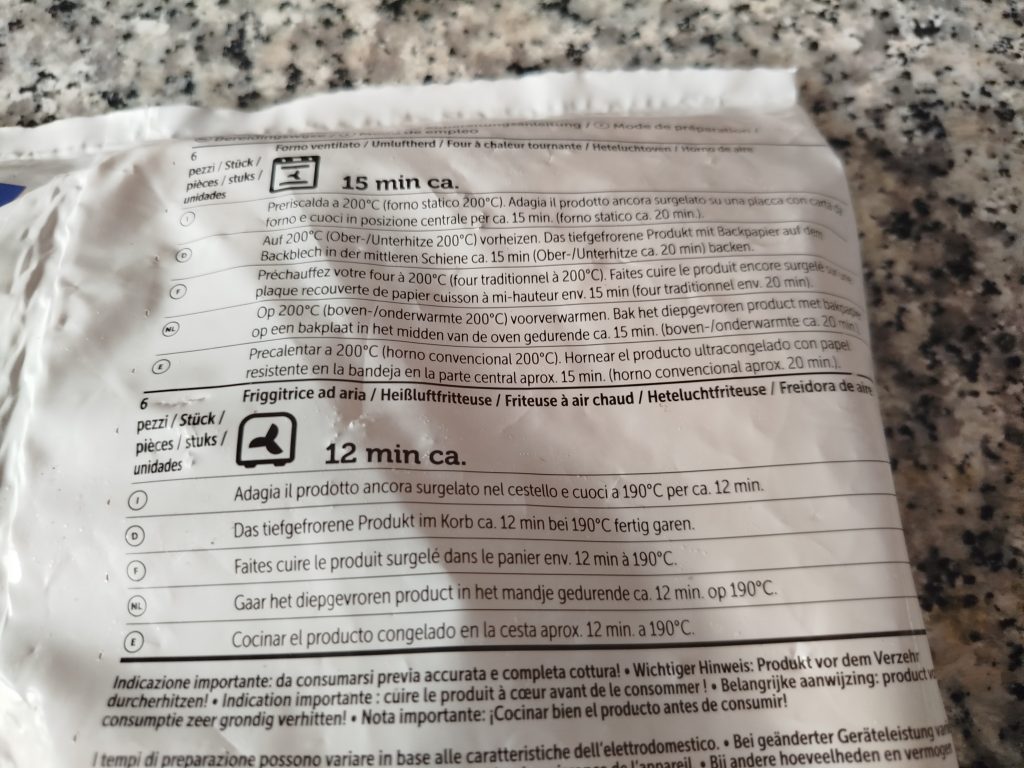 empleo / Mode de préparation /
6 Forno ventilato / Umluftherd / Four à chaleur tournante / Heteluchtoven / Horno de aire
pezzi / Stück /
pièces / stuks /
unidades
15 min ca.
I Preriscalda a 200°C (forno statico 200°C). Adagia il prodotto ancora surgelato su una placca con carta da
forno e cuoci in posizione centrale per ca. 15 min. (forno statico ca. 20 min.).
D Auf 200°C (Ober-/Unterhitze 200°C) vorheizen. Das tiefgefrorene Produkt mit Backpapier auf dem
Backblech in der mittleren Schiene ca. 15 min (Ober-/Unterhitze ca. 20 min) backen.
F Préchauffez votre four à 200°C (four traditionnel à 200°C). Faites cuire le produit encore surgelé sur une
plaque recouverte de papier cuisson à mi-hauteur env. 15 min (four traditionnel env. 20 min).
NL Op 200°C (boven-/onderwarmte 200°C) voorverwarmen. Bak het diepgevroren product met bakpapier
op een bakplaat in het midden van de oven gedurende ca. 15 min. (boven-/onderwarmte ca. 20 min).
E Precalentar a 200°C (horno convencional 200°C). Hornear el producto ultracongelado con papel
resistente en la bandeja en la parte central aprox. 15 min. (horno convencional aprox. 20 min.).
6 Friggitrice ad aria / Heißluftfritteuse / Friteuse à air chaud / Heteluchtfriteuse / Freidora de aire
pezzi / Stück /
pièces / stuks /
unidades
12 min ca.
I Adagia il prodotto ancora surgelato nel cestello e cuoci a 190°C per ca. 12 min.
D Das tiefgefrorene Produkt im Korb ca. 12 min bei 190°C fertig garen.
F Faites cuire le produit surgelé dans le panier env. 12 min à 190°C.
NL Gaar het diepgevroren product in het mandje gedurende ca. 12 min. op 190°C.
E Cocinar el producto congelado en la cesta aprox. 12 min. a 190°C.
Indicazione importante: da consumarsi previa accurata e completa cottura! • Wichtiger Hinweis: Produkt vor dem Verzehr
durcherhitzen! • Indication importante : cuire le produit à cœur avant de le consommer ! • Belangrijke aanwijzing: product
consumptie zeer grondig verhitten! • Nota importante: ¡Cocinar bien el producto antes de consumir!
I tempi di preparazione possono variare in base alle caratteristiche dell'elettrodomestico. • Bei geänderter Geräteleistung
de l'appareil. • Bij andere hoeveelheden en vermogen